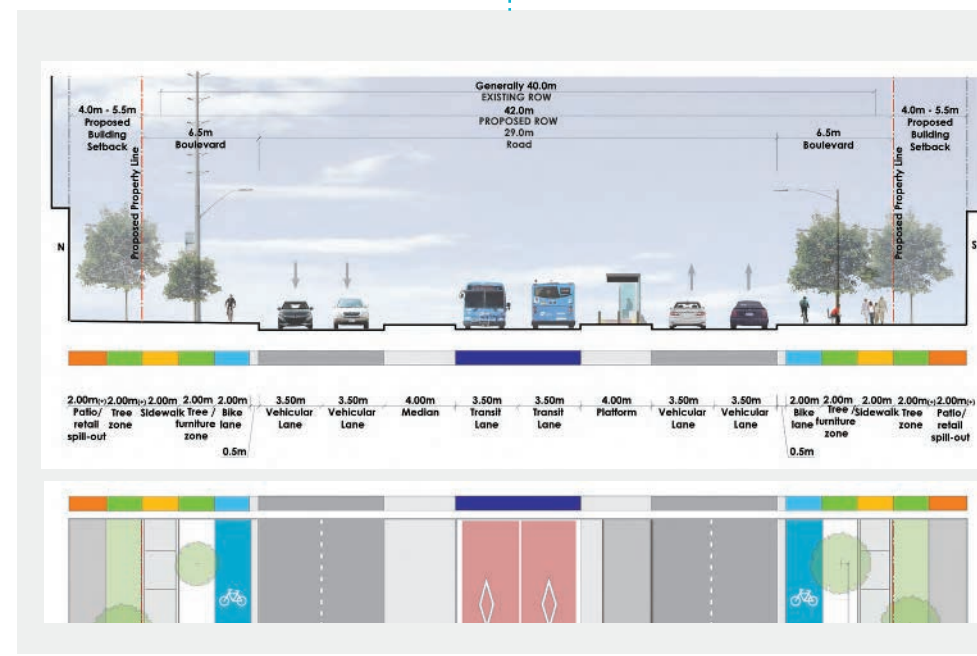 Generally 40.0m
EXISTING ROW
42.0m
PROPOSED ROW
29.0m
Road
4.0m - 5.5m
Proposed
Building
Setback
Proposed Property Line
6.5m
Boulevard
6.5m
Boulevard
4.0m - 5.5m
Proposed
Building
Setback
Proposed Property Line
N
S
2.00m(+) 2.00m(+) 2.00m 2.00m 2.00m 3.50m 3.50m 4.00m 3.50m 3.50m 4.00m 3.50m 3.50m 2.00m 2.00m 2.00m 2.00m(+) 2.00m(+)
Patio/
retail
spill-out
Tree
zone
Sidewalk
Tree /
furniture
zone
Bike
lane
0.5m
Vehicular
Lane
Vehicular
Lane
Median
Transit
Lane
Transit
Lane
Platform
Vehicular
Lane
Vehicular
Lane
0.5m
Bike
lane
Tree /
furniture
zone
Sidewalk
Tree
zone
Patio/
retail
spill-out